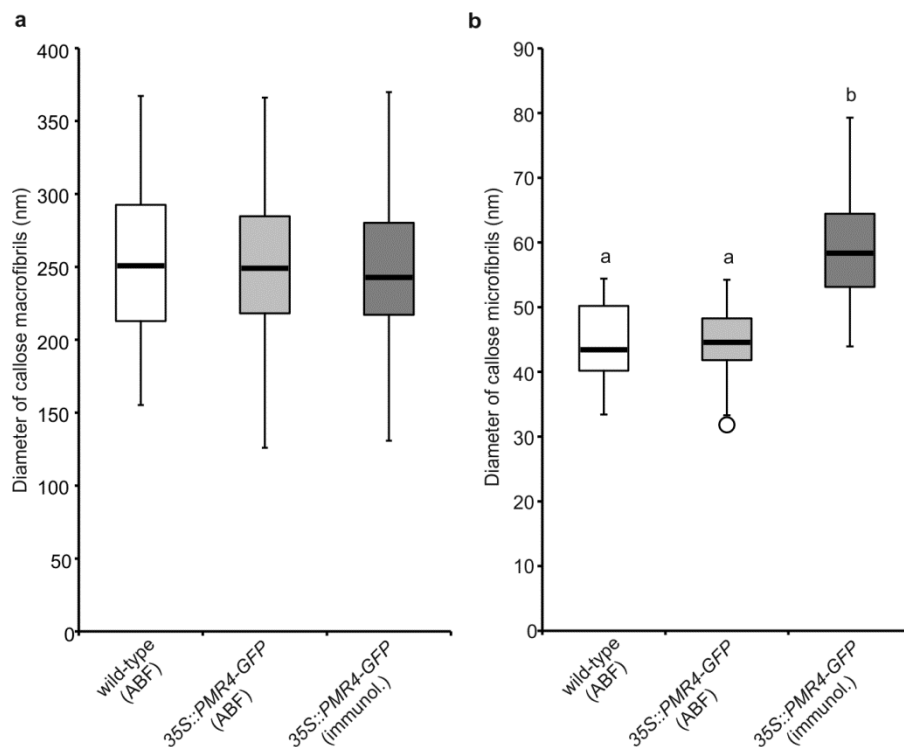 a
400
350
300
250
200
150
100
50
0
Diameter of callose macrofibrils (nm)
wild-type
(ABF)
35S::PMR4-GFP
(ABF)
35S::PMR4-GFP
(immunol.)
b
90
80
70
60
50
40
30
20
10
0
Diameter of callose microfibrils (nm)
a
a
b
wild-type
(ABF)
35S::PMR4-GFP
(ABF)
35S::PMR4-GFP
(immunol.)